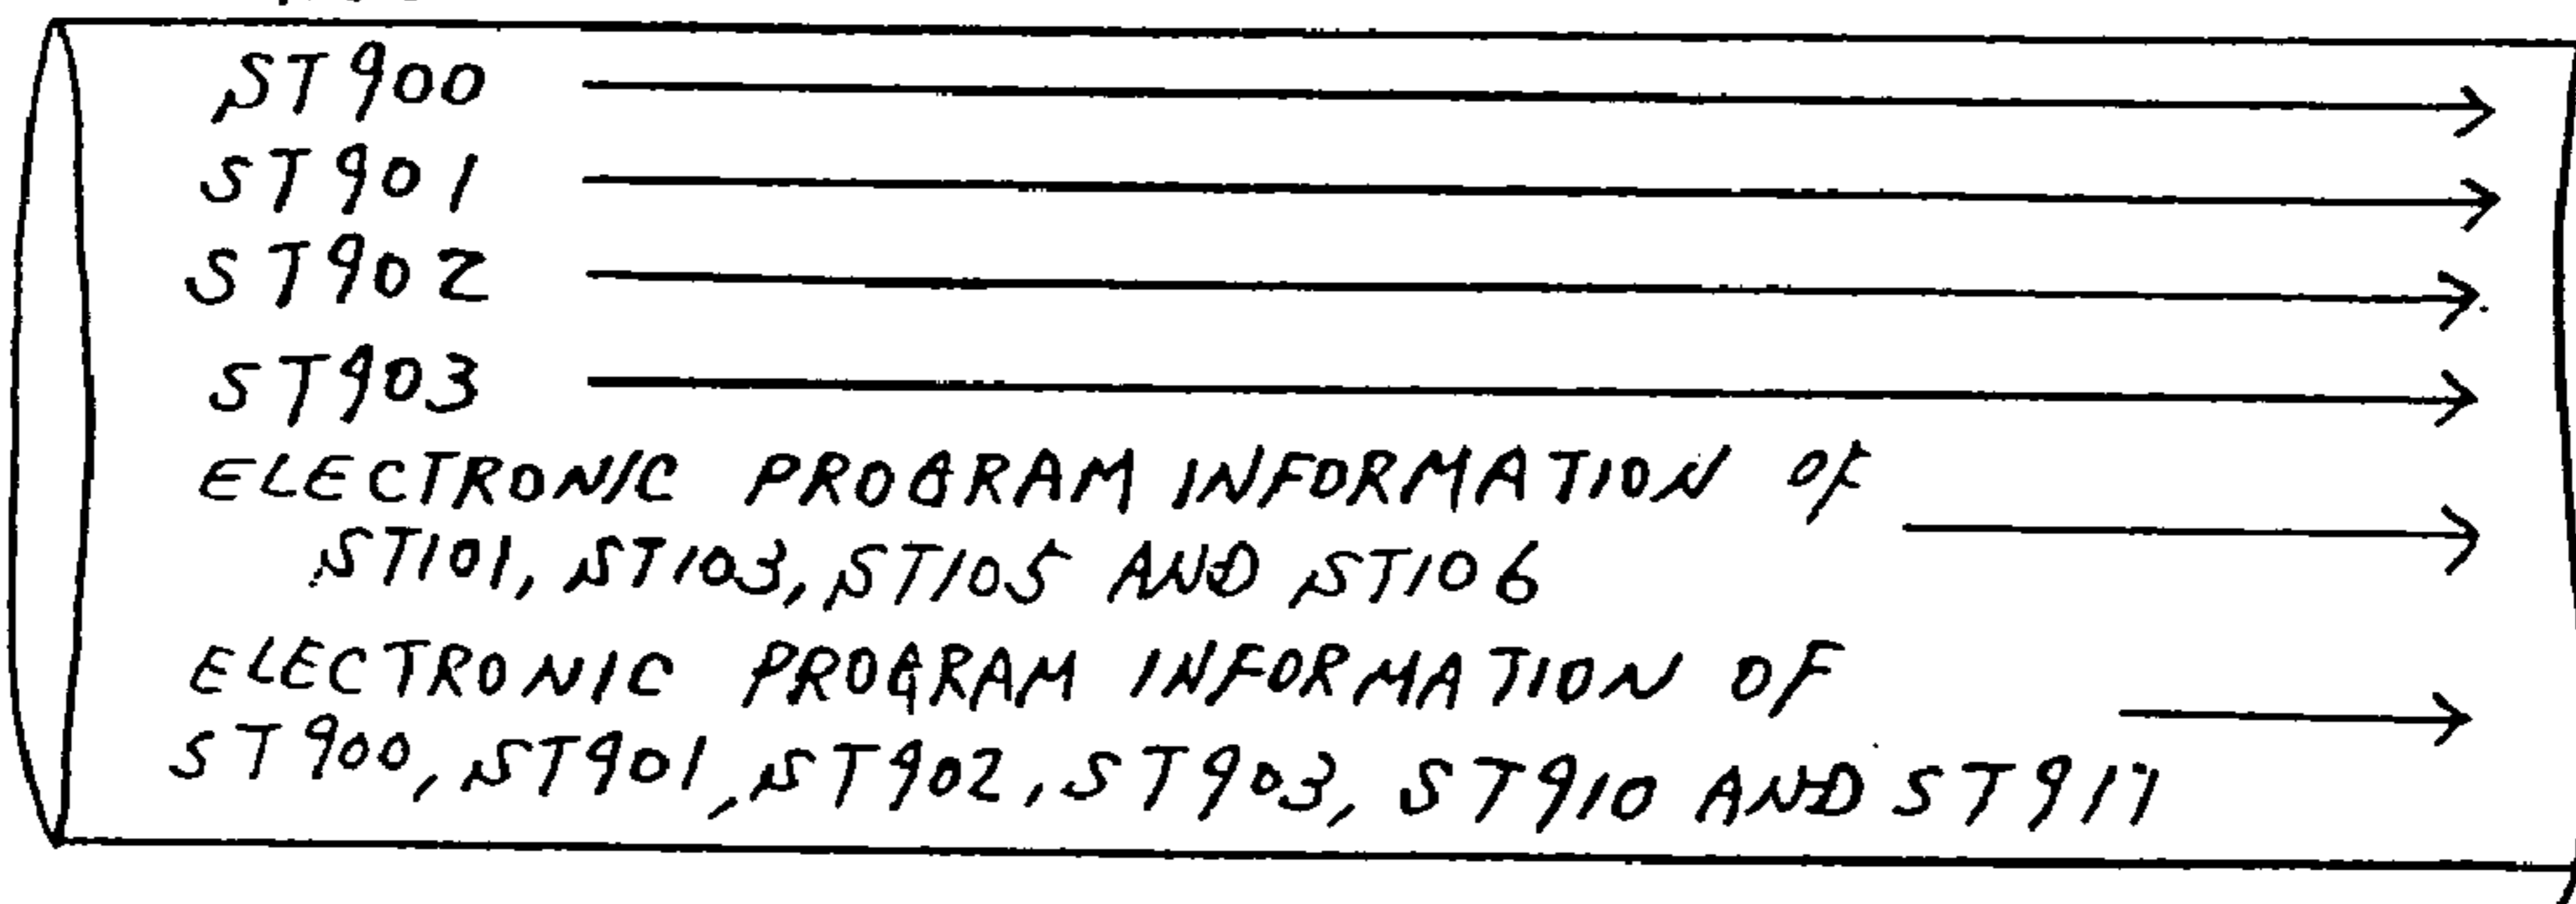 ST900
ST901
ST902
ST903
ELECTRONIC PROGRAM INFORMATION OF
ST101, ST103, ST105 AND ST106
ELECTRONIC PROGRAM INFORMATION OF
ST900, ST901, ST902, ST903, ST910 AND ST911